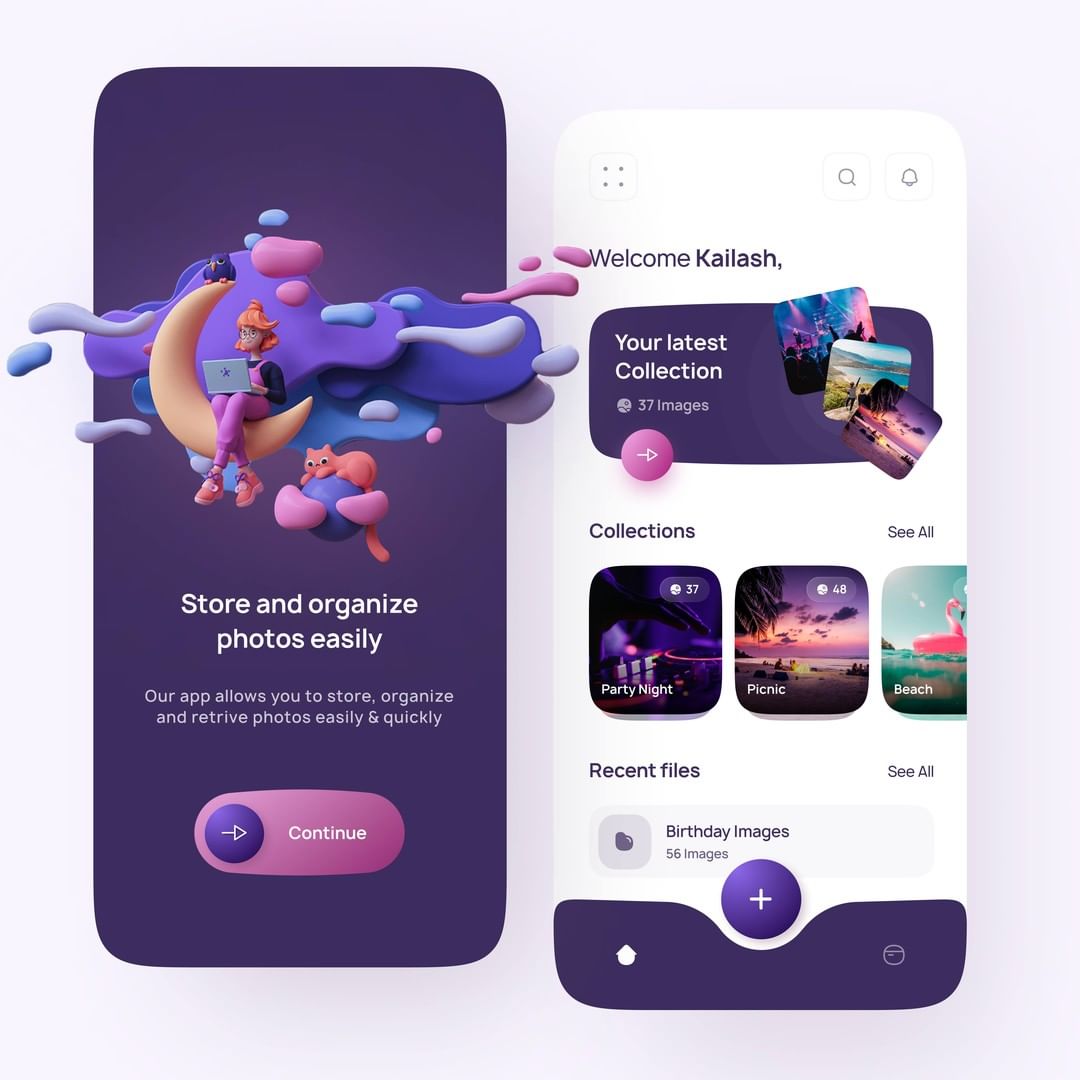 Store and organize
photos easily
Our app allows you to store, organize
and retrive photos easily & quickly
Continue
Welcome Kailash,
Your latest
Collection
37 Images
Collections
See All
37
48
Party Night
Picnic
Beach
Recent files
See All
Birthday Images
56 Images